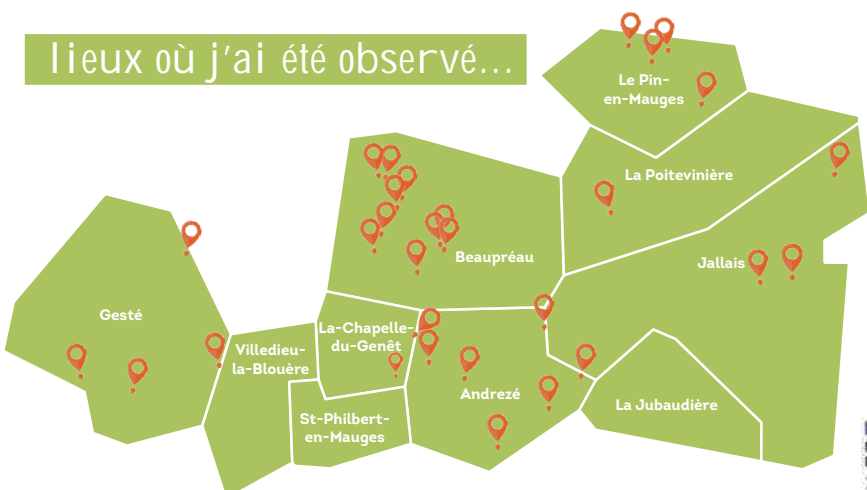 lieux où j'ai été observé...
Le Pin-
en-Mauges
La Poitevinière
Beaupréau
Jallais
Gesté
La-Chapelle-
du-Genêt
Villedieu-
la-Blouère
Andrezé
La Jubaudière
St-Philbert-
en-Mauges